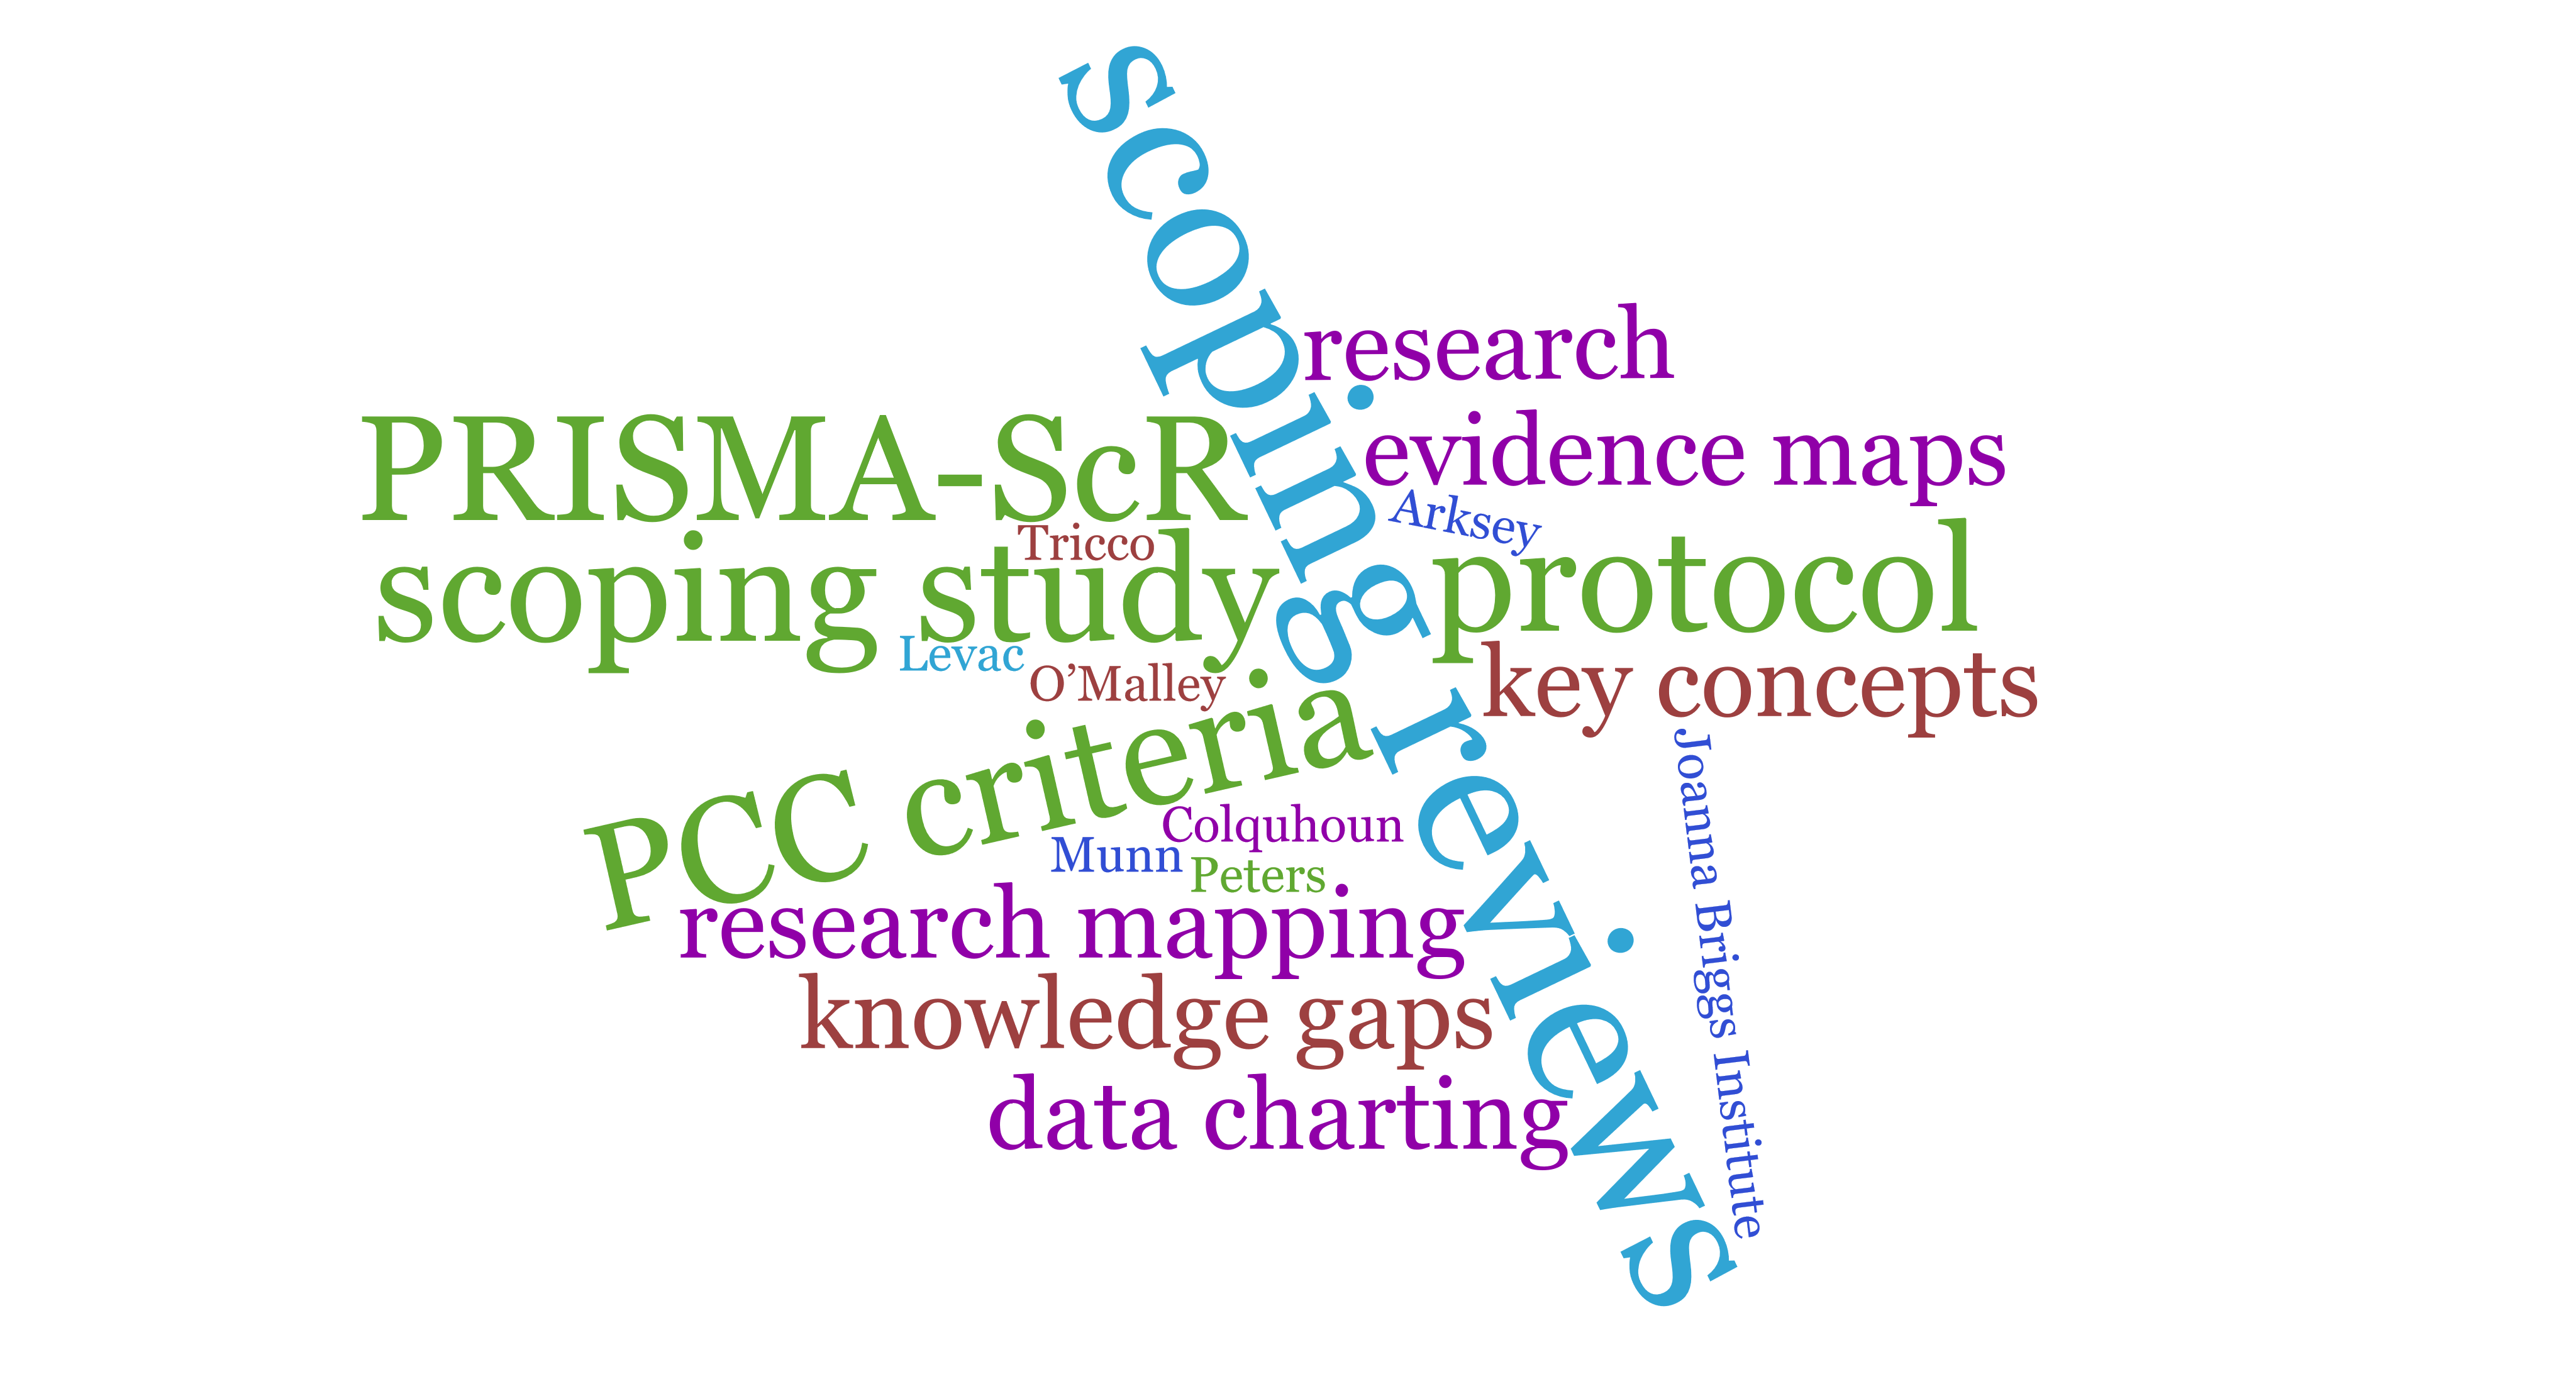 scoping reviews
research
PRISMA-ScR
evidence maps
Arksey
Tricco
scoping study
protocol
Levac
O’Malley
key concepts
PCC criteria
Joanna Briggs Institute
Colquhoun
Munn
Peters
research mapping
knowledge gaps
data charting